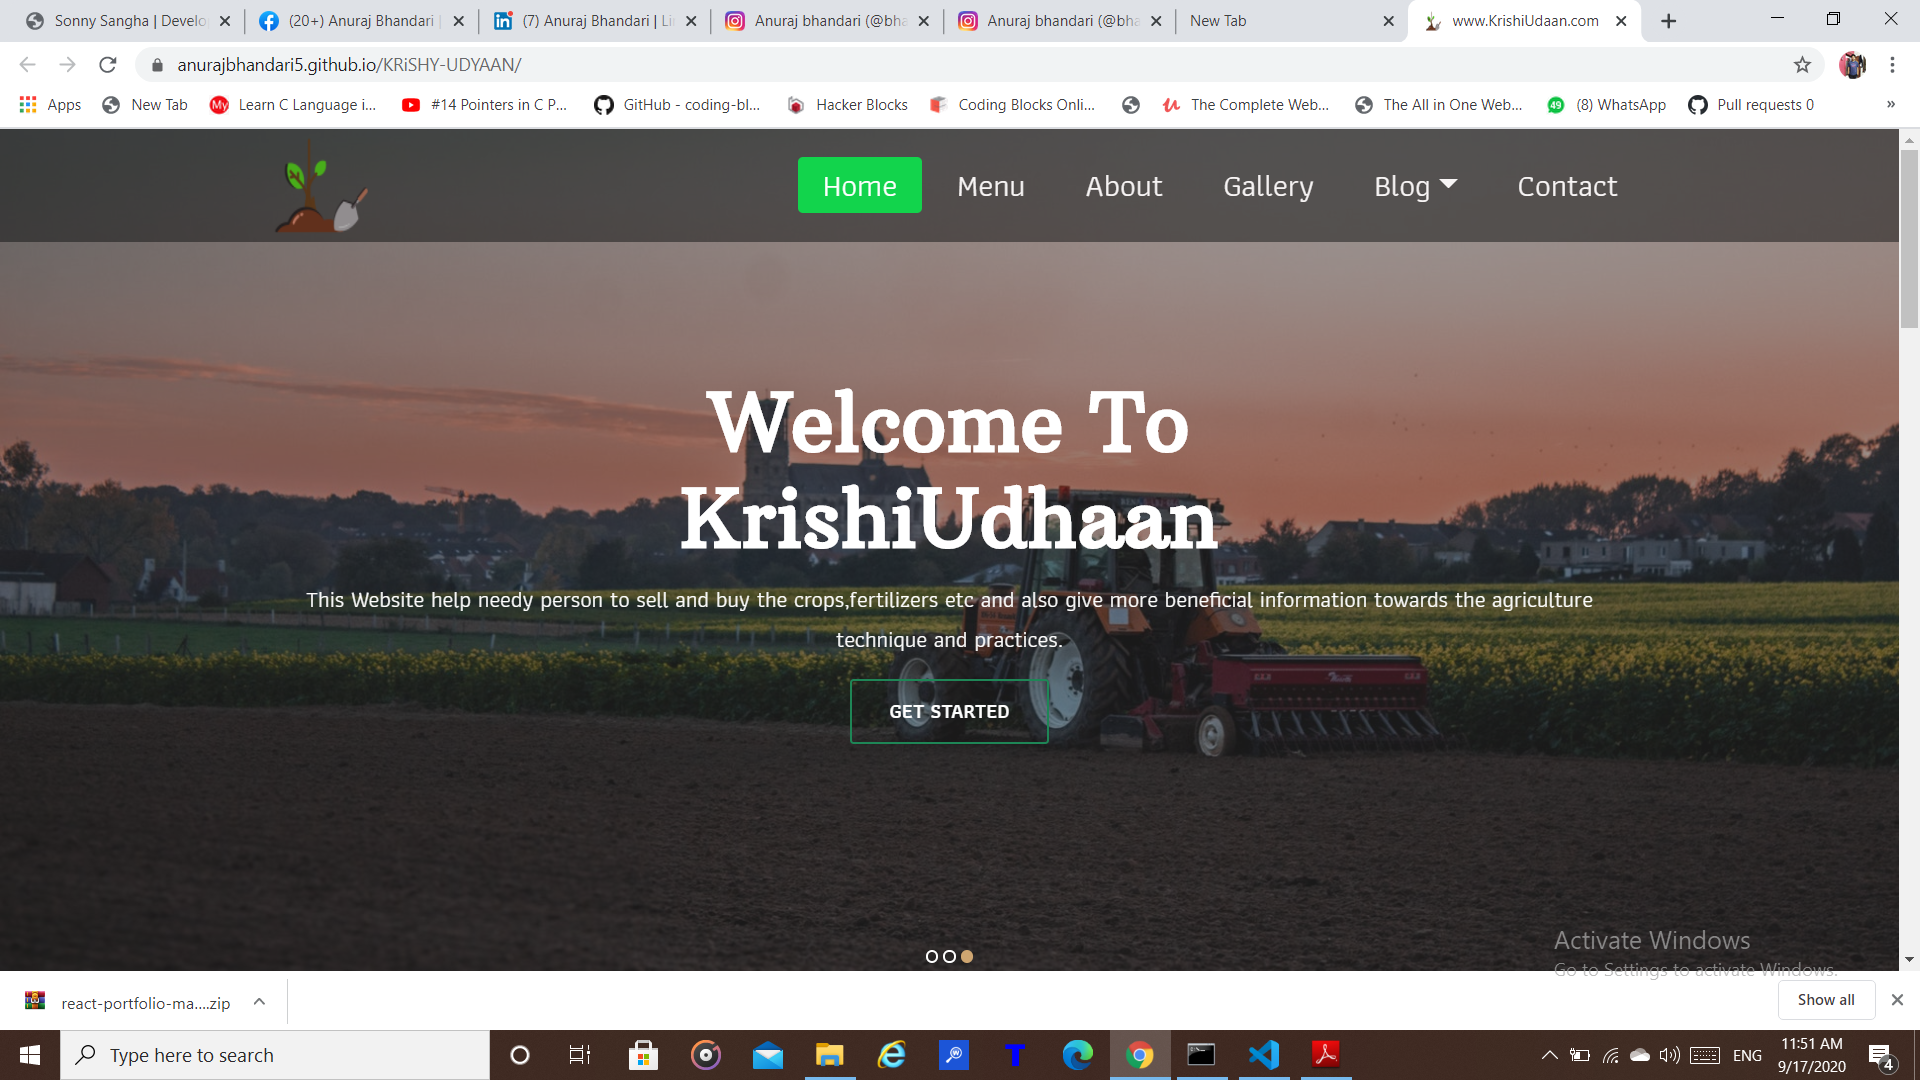 Sonny Sangha | Develo
(20+) Anuraj Bhandari |
(7) Anuraj Bhandari | Li
Anuraj bhandari (@bha
Anuraj bhandari (@bha
New Tab
www.KrishiUdaan.com
anurajbhandari5.github.io/KRiSHY-UDYAAN/
Apps
New Tab
My
Learn C Language i...
#14 Pointers in C P...
GitHub - coding-bl...
Hacker Blocks
Coding Blocks Onli...
The Complete Web...
The All in One Web...
49
(8) WhatsApp
Pull requests 0
»
Home
Menu
About
Gallery
Blog
Contact
Welcome To
KrishiUdhaan
This Website help needy person to sell and buy the crops,fertilizers etc and also give more beneficial information towards the agriculture
technique and practices.
GET STARTED
Activate Windows
Go to Settings to activate Windows.
react-portfolio-ma....zip
Show all
Type here to search
ENG
11:51 AM
9/17/2020
4